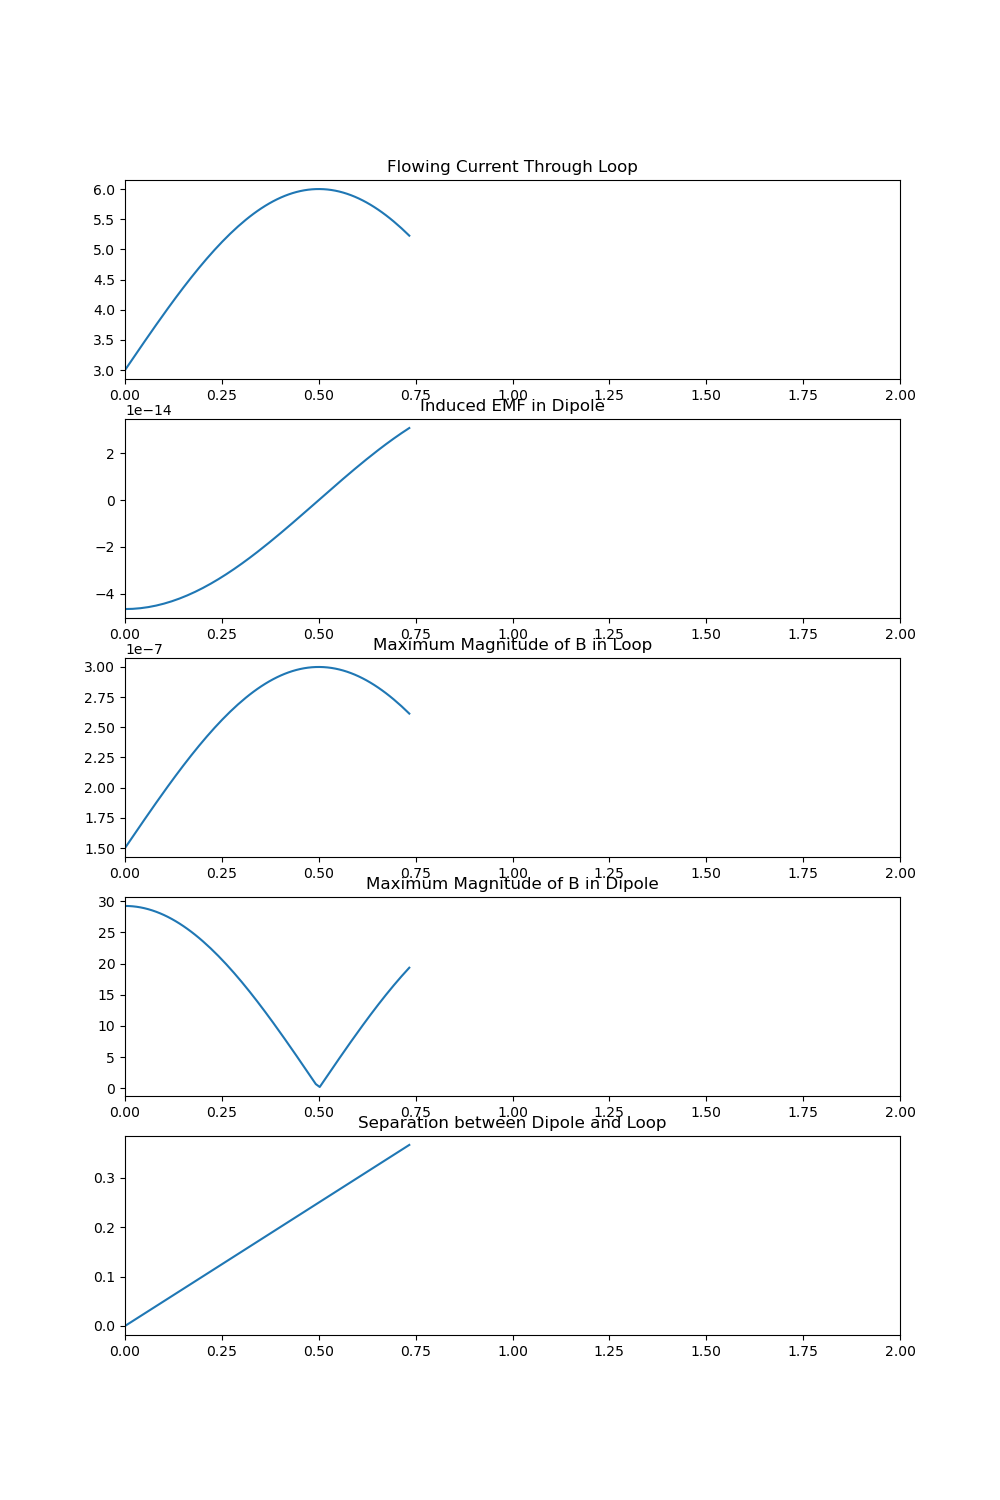 Flowing Current Through Loop
6.0
5.5
5.0
4.5
4.0
3.5
3.0
0.00 0.25 0.50 0.75 1.00 1.25 1.50 1.75 2.00
Induced EMF in Dipole
1e−14
2
0
−2
−4
0.00 0.25 0.50 0.75 1.00 1.25 1.50 1.75 2.00
Maximum Magnitude of B in Loop
1e−7
3.00
2.75
2.50
2.25
2.00
1.75
1.50
0.00 0.25 0.50 0.75 1.00 1.25 1.50 1.75 2.00
Maximum Magnitude of B in Dipole
30
25
20
15
10
5
0
0.00 0.25 0.50 0.75 1.00 1.25 1.50 1.75 2.00
Separation between Dipole and Loop
0.3
0.2
0.1
0.0
0.00 0.25 0.50 0.75 1.00 1.25 1.50 1.75 2.00